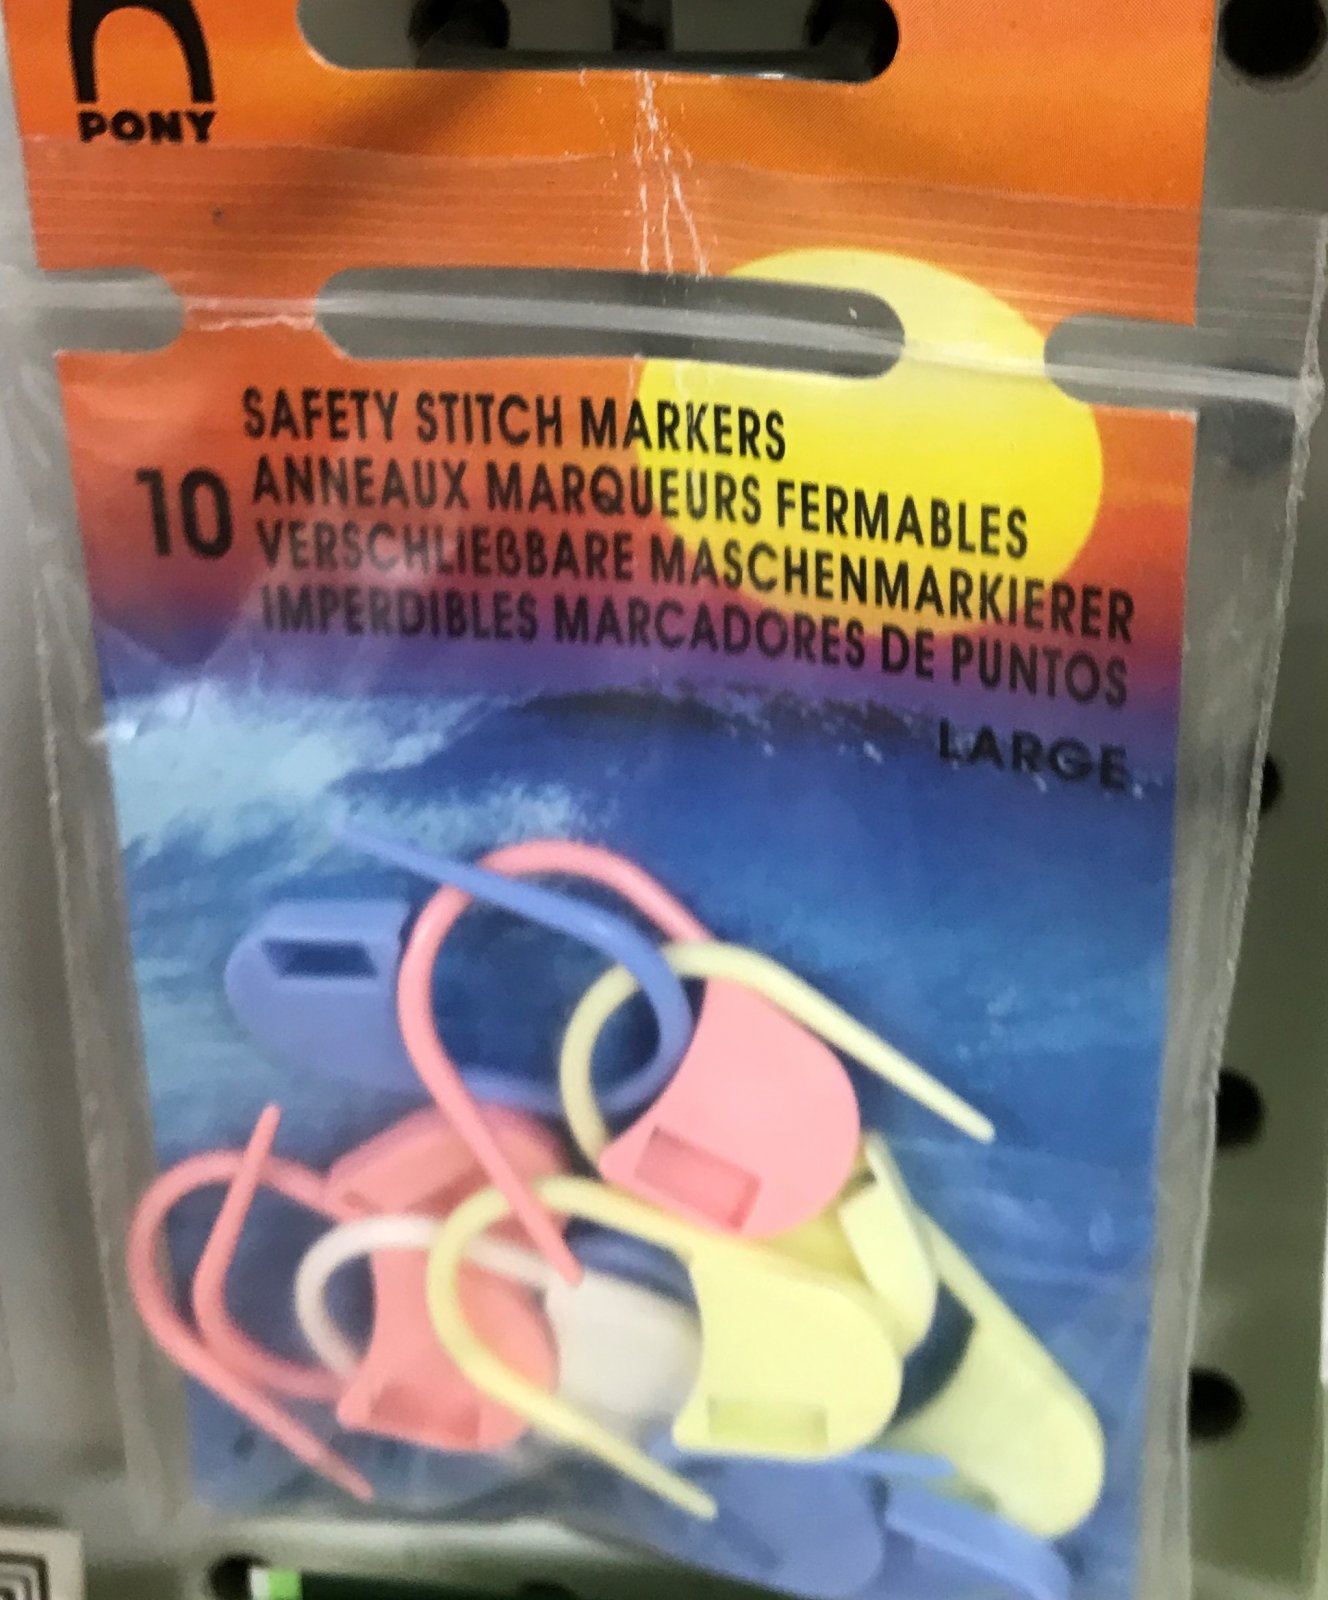 PONY
SAFETY STITCH MARKERS
10 ANNEAUX MARQUEURS FERMABLES
VERSCHLIEßBARE MASCHENMARKIERER
IMPERDIBLES MARCADORES DE PUNTOS
LARGE